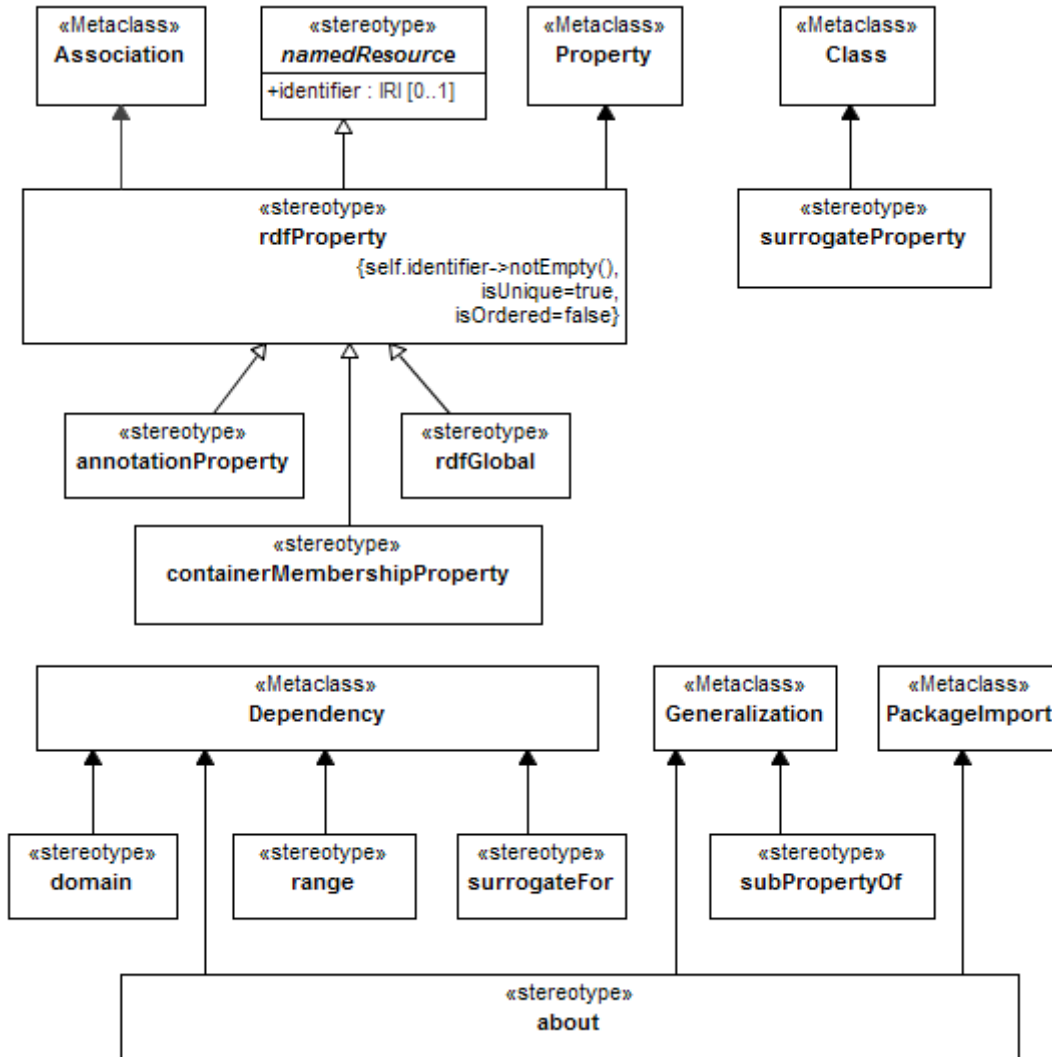 «Metaclass»
Association
«stereotype»
namedResource
+identifier : IRI [0..1]
«Metaclass»
Property
«Metaclass»
Class
«stereotype»
rdfProperty
{self.identifier->notEmpty(),
isUnique=true,
isOrdered=false}
«stereotype»
surrogateProperty
«stereotype»
annotationProperty
«stereotype»
rdfGlobal
«stereotype»
containerMembershipProperty
«Metaclass»
Dependency
«Metaclass»
Generalization
«Metaclass»
PackageImport
«stereotype»
domain
«stereotype»
range
«stereotype»
surrogateFor
«stereotype»
subPropertyOf
«stereotype»
about